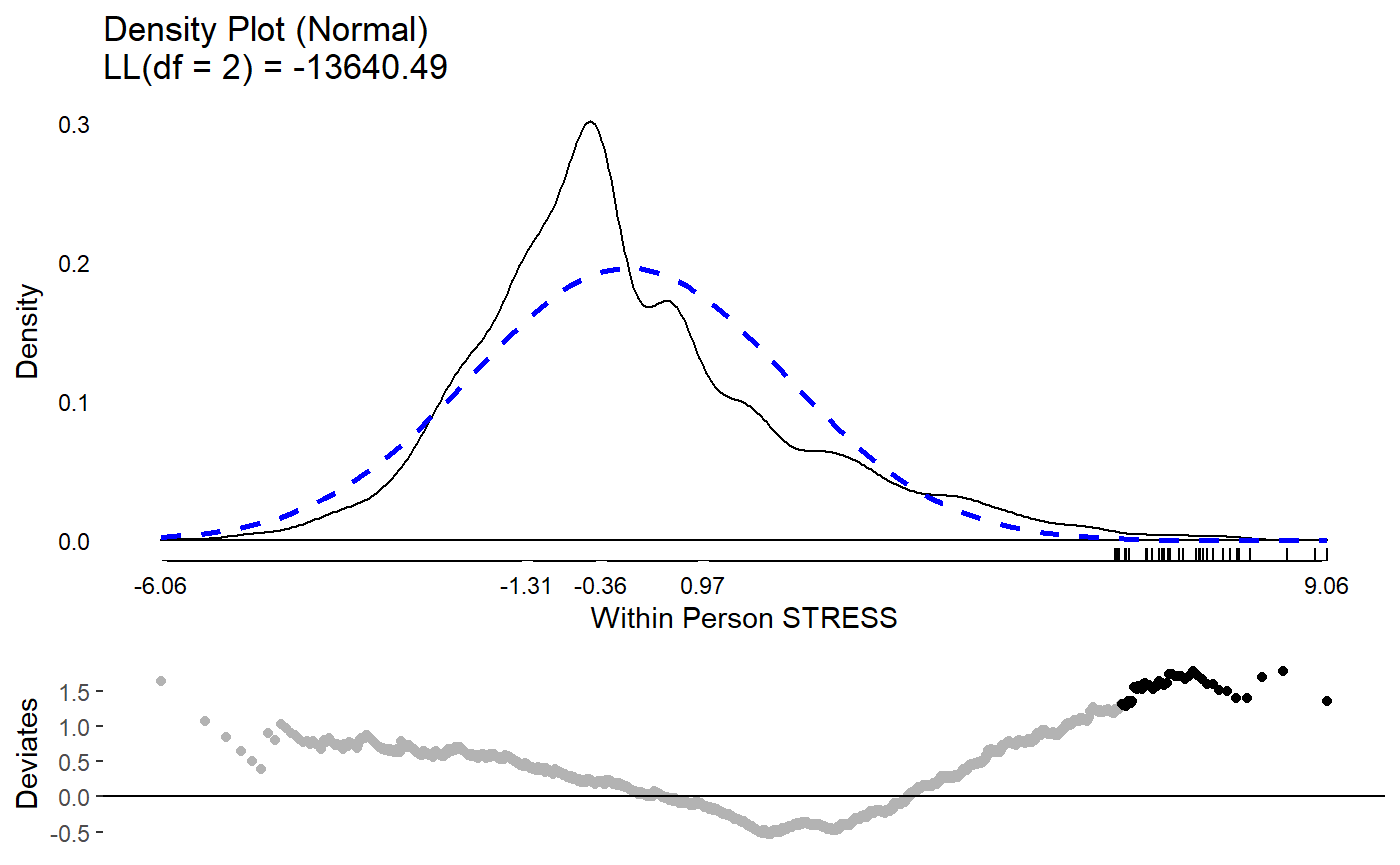 Density Plot (Normal)
LL(df = 2) = -13640.49
0.3
0.2
0.1
0.0
Density
-6.06 -1.31 -0.36 0.97 9.06
Within Person STRESS
1.5
1.0
0.5
0.0
-0.5
Deviates